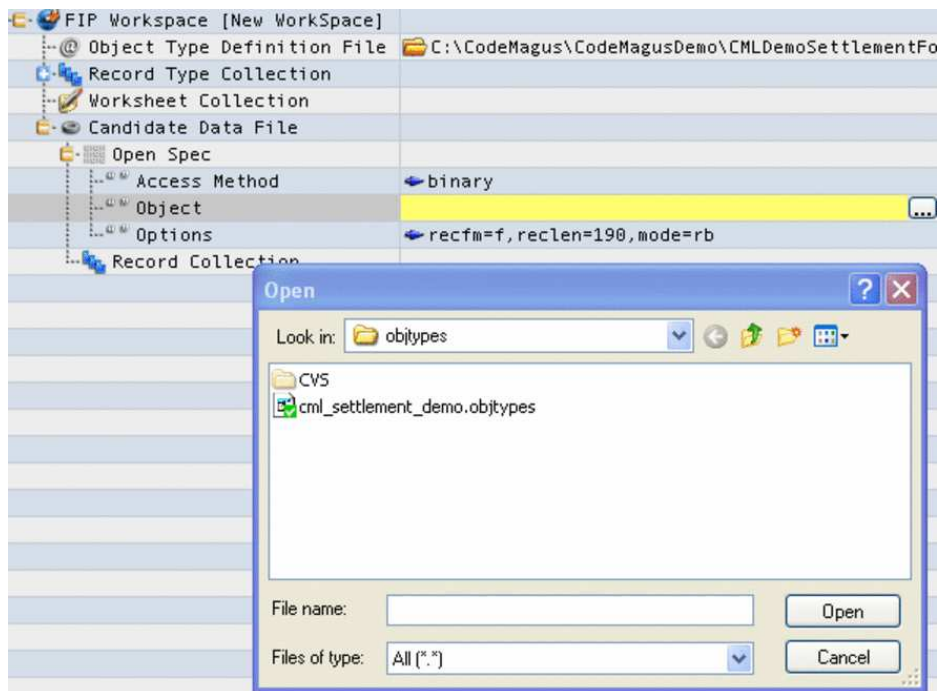 FIP Workspace [New WorkSpace]
Object Type Definition File C:\CodeMagus\CodeMagusDemo\CMLDemoSettlementFo
Record Type Collection
Worksheet Collection
Candidate Data File
Open Spec
Access Method binary
Object ...
Options recfm=f,reclen=190,mode=rb
Record Collection
Open
Look in: objtypes
CVS
cml_settlement_demo.objtypes
File name: Open
Files of type: All (*.*) Cancel